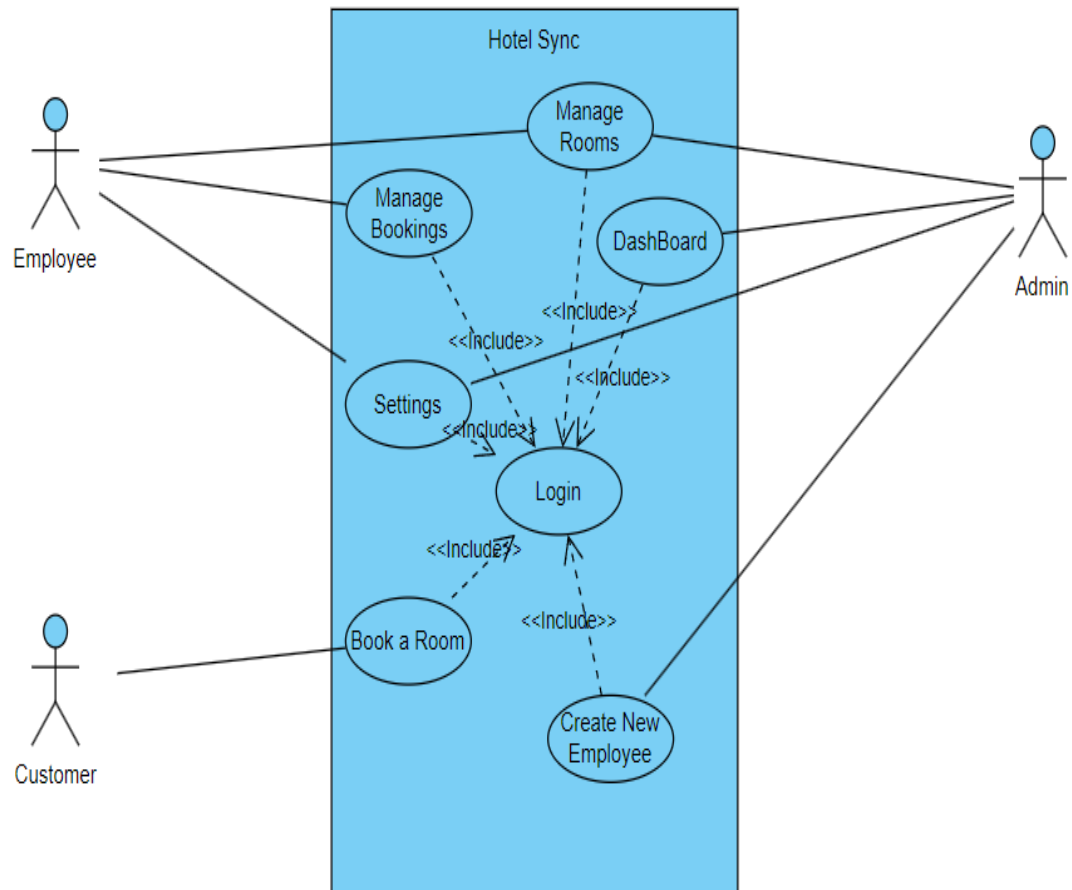 Hotel Sync
Manage
Rooms
Employee
Manage
Bookings
DashBoard
Admin
<<Include>>
<<Include>>
<<Include>>
Settings
<<Include>>
Login
<<Include>>
<<Include>>
Book a Room
Customer
Create New
Employee